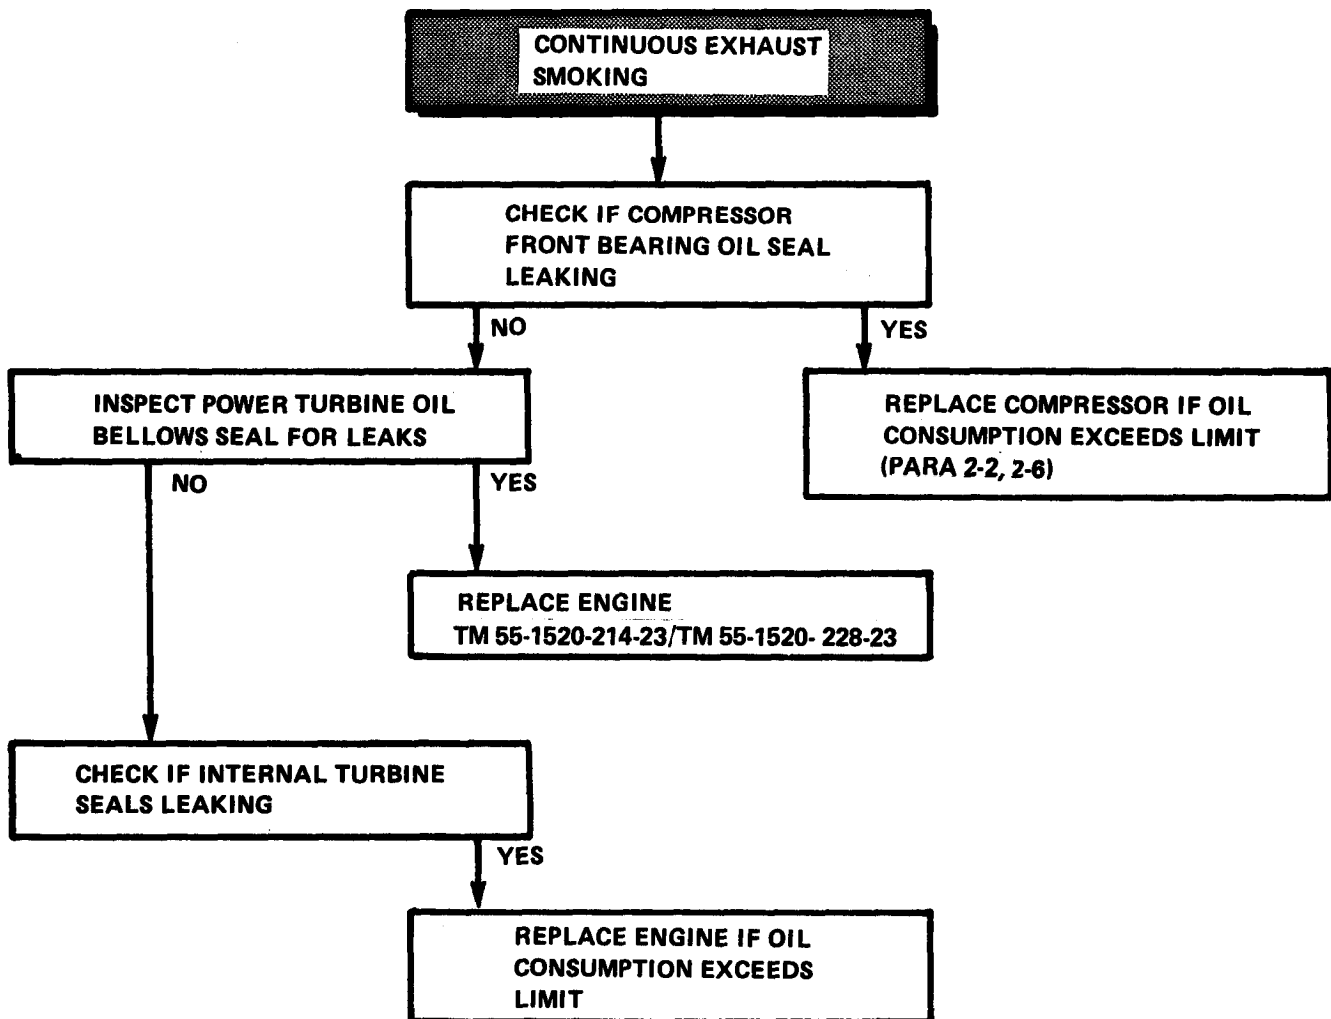 CONTINUOUS EXHAUST
SMOKING
CHECK IF COMPRESSOR
FRONT BEARING OIL SEAL
LEAKING
NO
YES
INSPECT POWER TURBINE OIL
BELLOWS SEAL FOR LEAKS
REPLACE COMPRESSOR IF OIL
CONSUMPTION EXCEEDS LIMIT
(PARA 2-2, 2-6)
NO
YES
REPLACE ENGINE
TM 55-1520-214-23/TM 55-1520- 228-23
CHECK IF INTERNAL TURBINE
SEALS LEAKING
YES
REPLACE ENGINE IF OIL
CONSUMPTION EXCEEDS
LIMIT